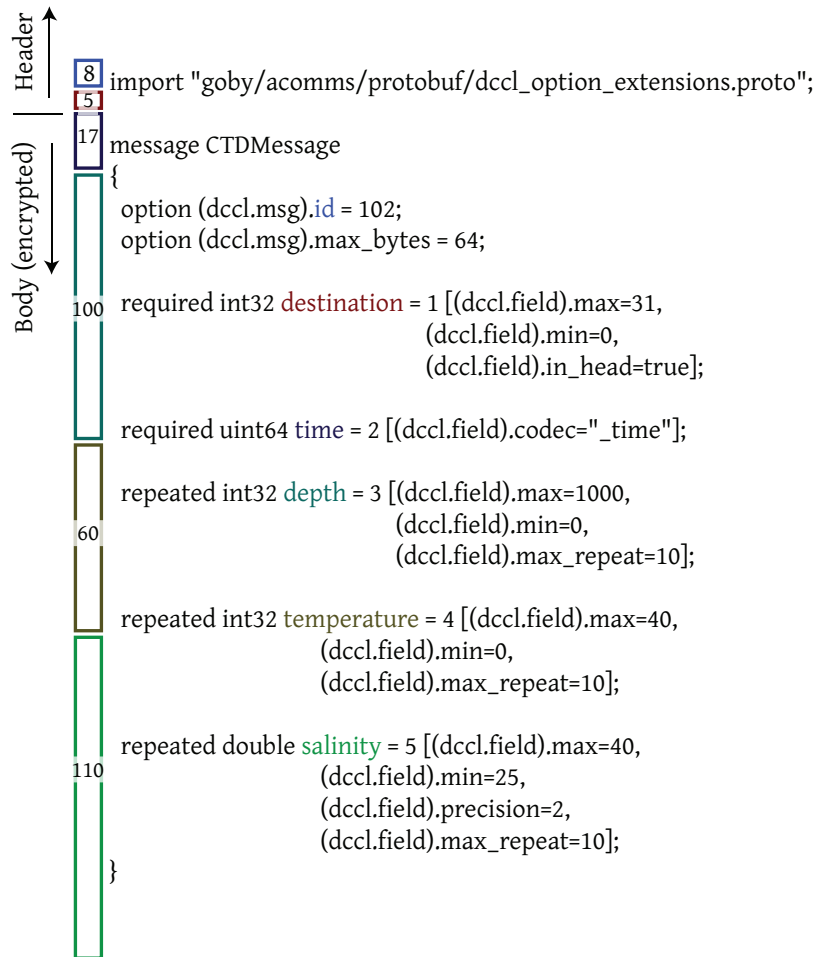 Header
Body (encrypted)
8
5
17
100
60
110
import "goby/acomms/protobuf/dccl_option_extensions.proto";
message CTDMessage
{
option (dccl.msg).id = 102;
option (dccl.msg).max_bytes = 64;
required int32 destination = 1 [(dccl.field).max=31,
(dccl.field).min=0,
(dccl.field).in_head=true];
required uint64 time = 2 [(dccl.field).codec="_time"];
repeated int32 depth = 3 [(dccl.field).max=1000,
(dccl.field).min=0,
(dccl.field).max_repeat=10];
repeated int32 temperature = 4 [(dccl.field).max=40,
(dccl.field).min=0,
(dccl.field).max_repeat=10];
repeated double salinity = 5 [(dccl.field).max=40,
(dccl.field).min=25,
(dccl.field).precision=2,
(dccl.field).max_repeat=10];
}